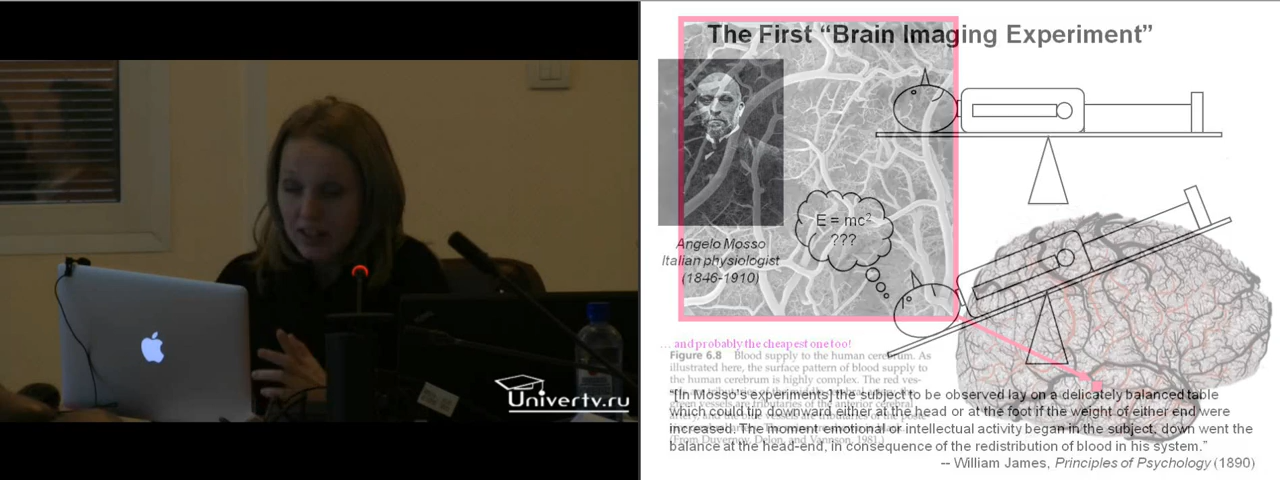 The First “Brain Imaging Experiment”
E = mc²
???
Angelo Mosso
Italian physiologist
(1846-1910)
… and probably the cheapest one too!
Figure 6.8 Blood supply to the human cerebrum. As
illustrated here, the surface pattern of blood supply to
the human cerebrum is highly complex. The red ves-
“[In Mosso’s experiments] the subject to be observed lay on a delicately balanced table
which could tip downward either at the head or at the foot if the weight of either end were
increased. The moment emotional or intellectual activity began in the subject, down went the
balance at the head-end, in consequence of the redistribution of blood in his system.”
(From Duvernoy, Delon, and Vannson, 1981.)
-- William James, Principles of Psychology (1890)
Univertv.ru